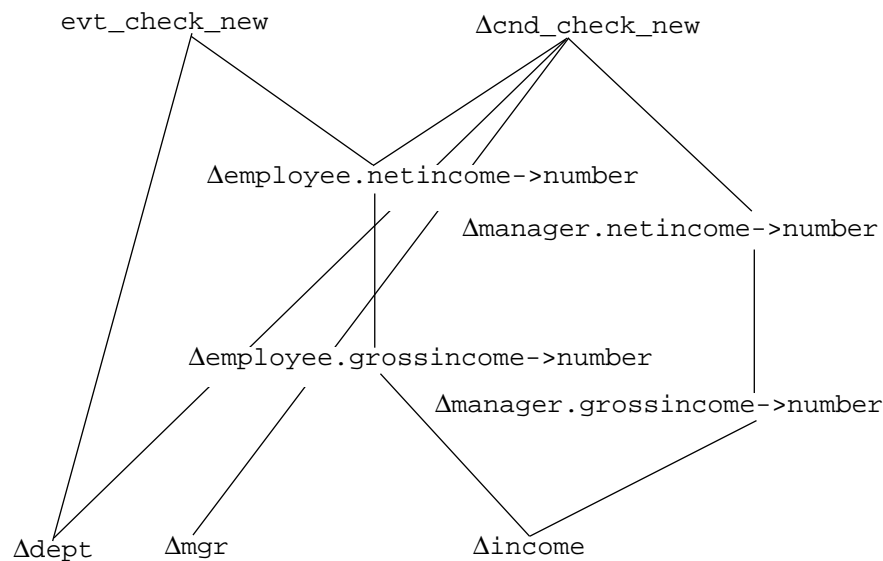 evt_check_new
Δcnd_check_new
Δemployee.netincome->number
Δmanager.netincome->number
Δemployee.grossincome->number
Δmanager.grossincome->number
Δdept
Δmgr
Δincome